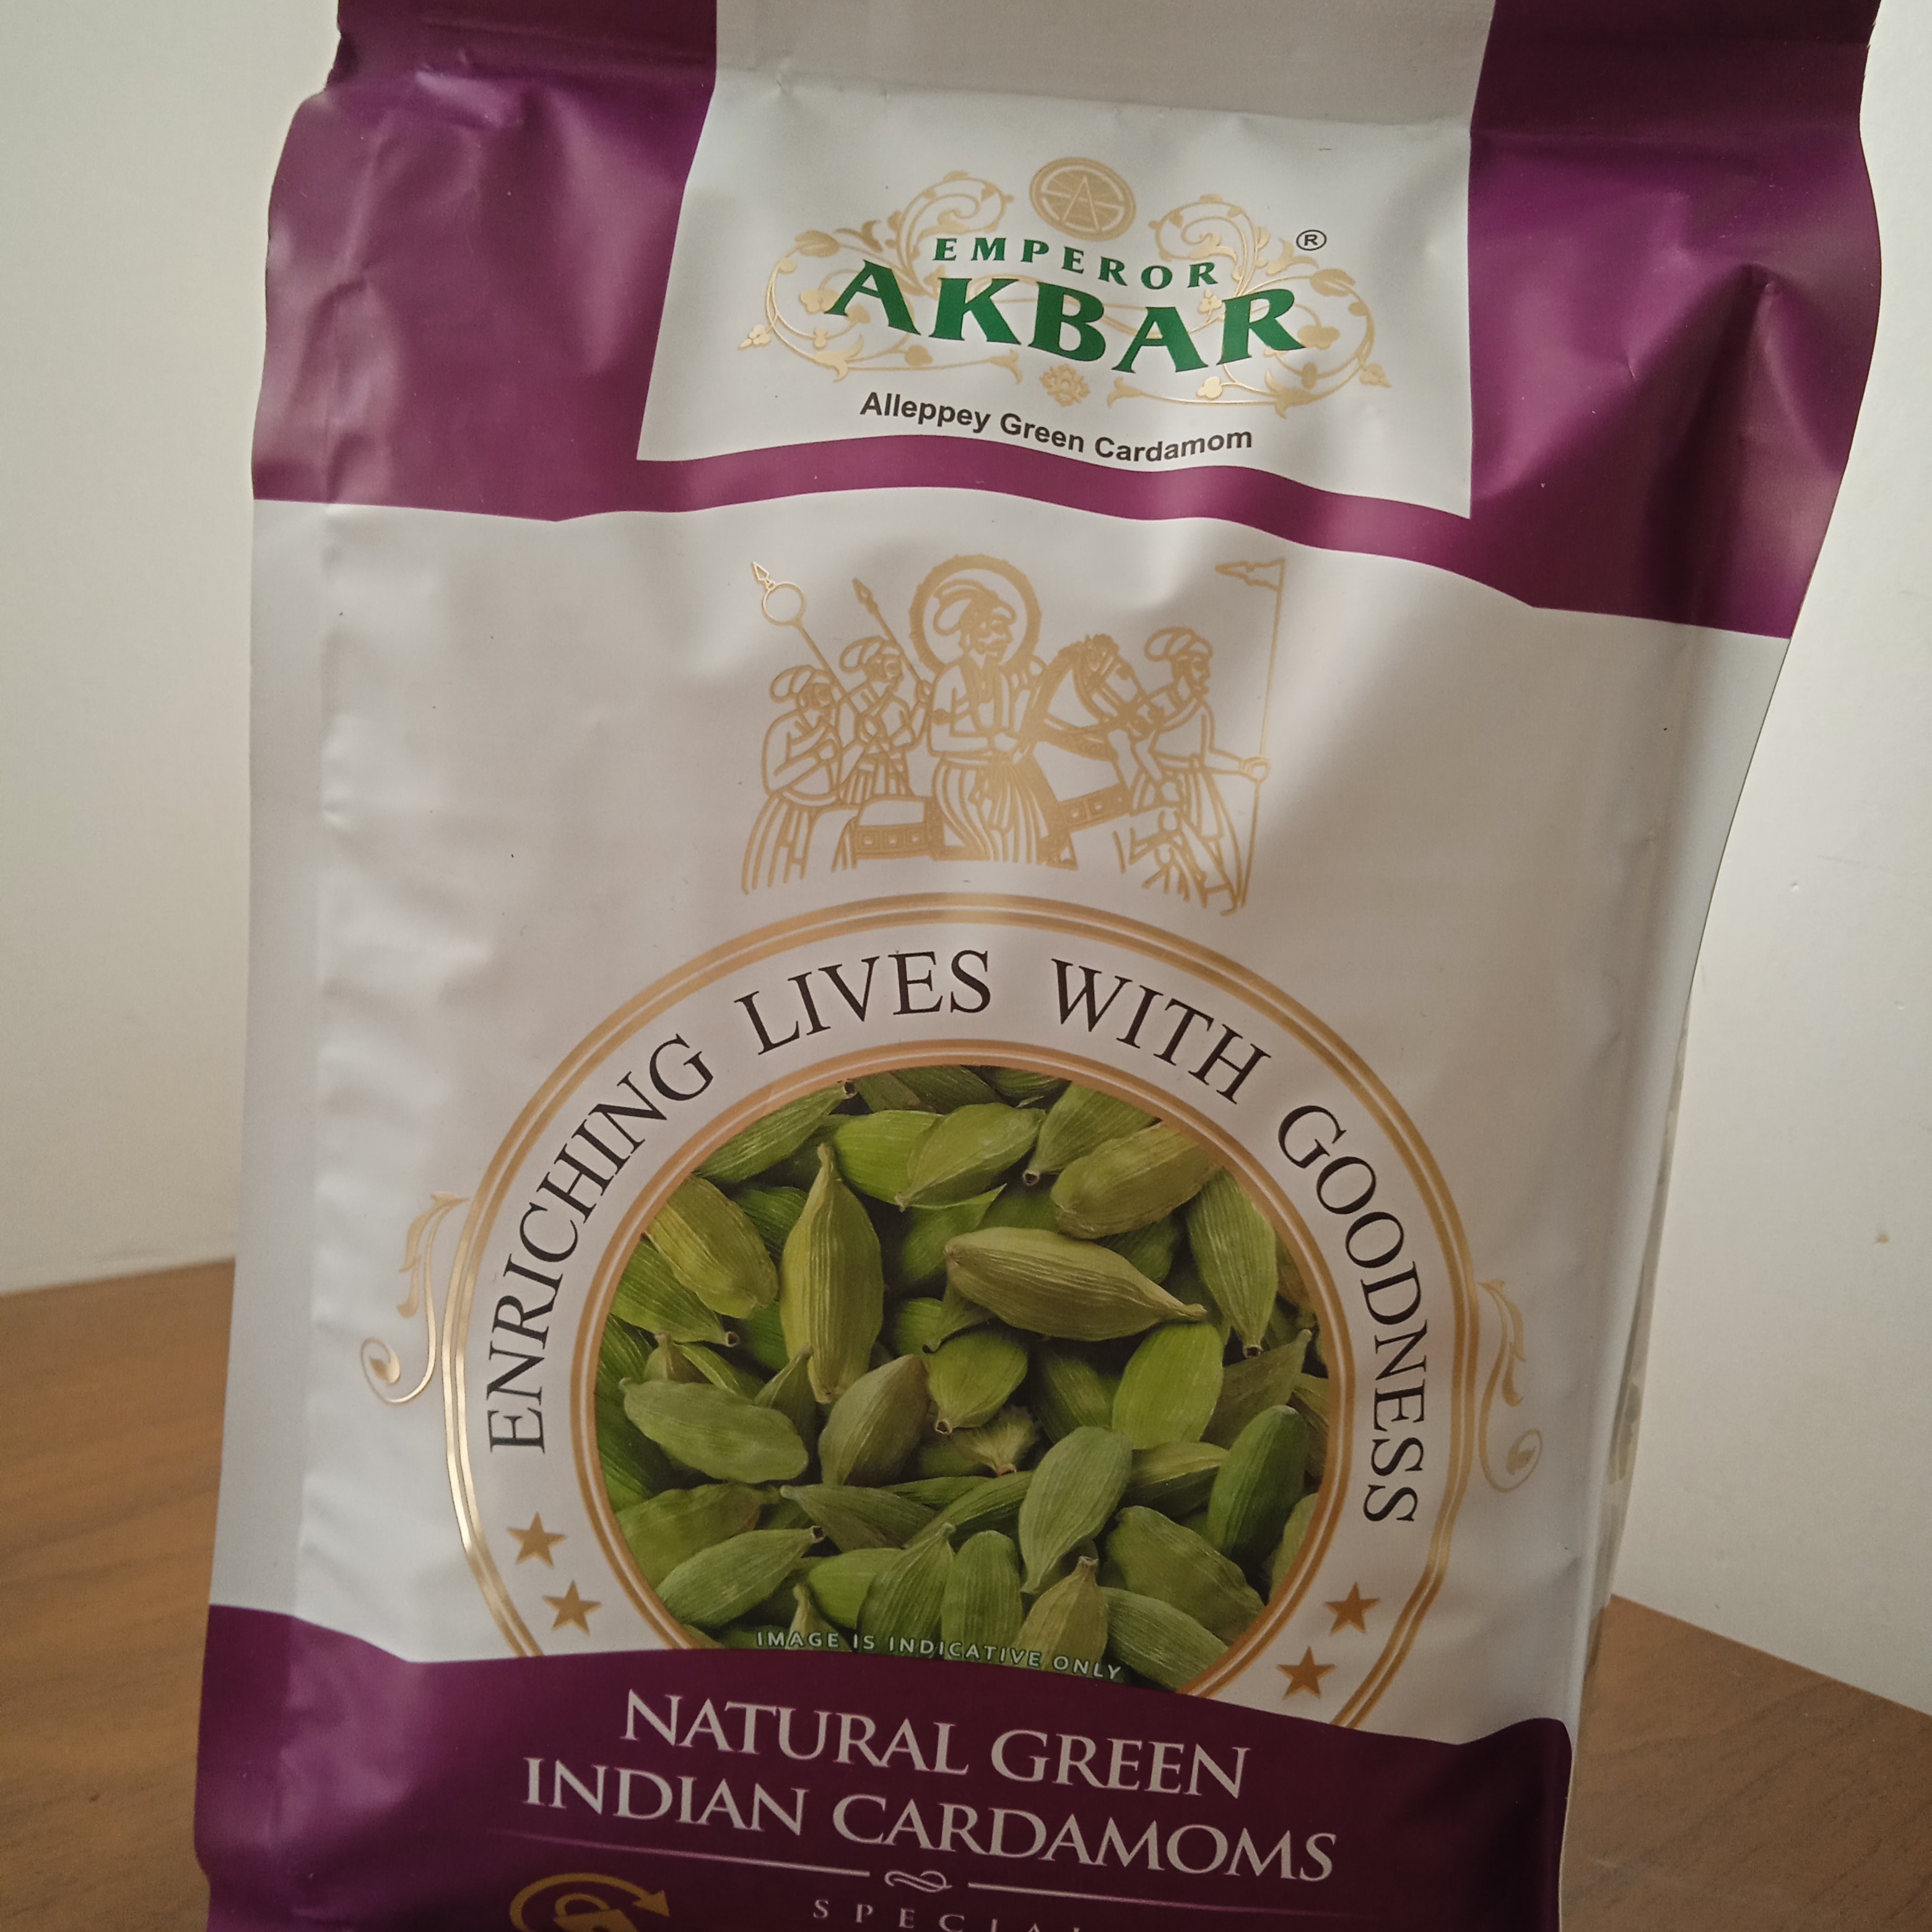 EMPEROR
AKBAR ®
Alleppey Green Cardamom
ENRICHING LIVES WITH GOODNESS
IMAGE IS INDICATIVE ONLY
NATURAL GREEN
INDIAN CARDAMOMS